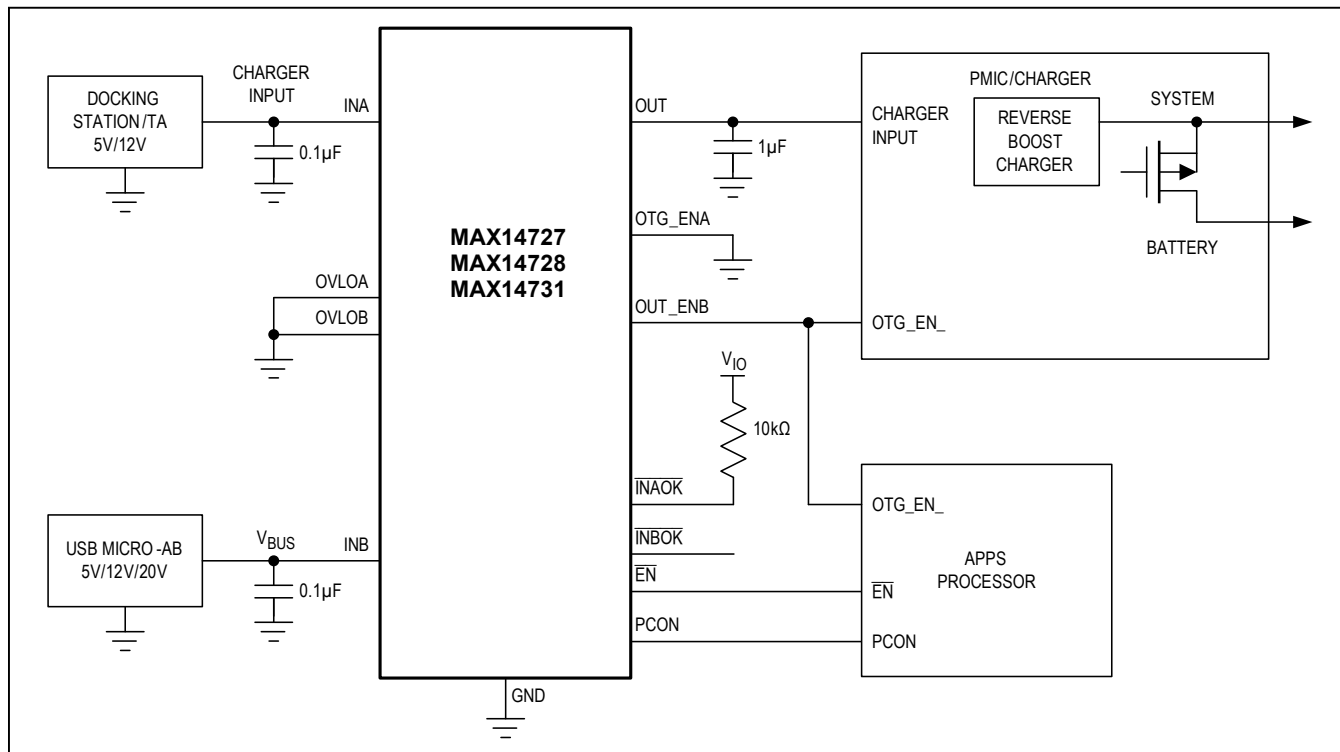 DOCKING
STATION/TA
5V/12V
CHARGER
INPUT
INA
0.1µF
OVLOA
OVLOB
USB MICRO-AB
5V/12V/20V
VBUS
INB
0.1µF
MAX14727
MAX14728
MAX14731
GND
OUT
1µF
OTG_ENA
OUT_ENB
VIO
10kΩ
INAOK
INBOK
EN
PCON
PMIC/CHARGER
CHARGER
INPUT
REVERSE
BOOST
CHARGER
SYSTEM
BATTERY
OTG_EN_
OTG_EN_
APPS
PROCESSOR
EN
PCON